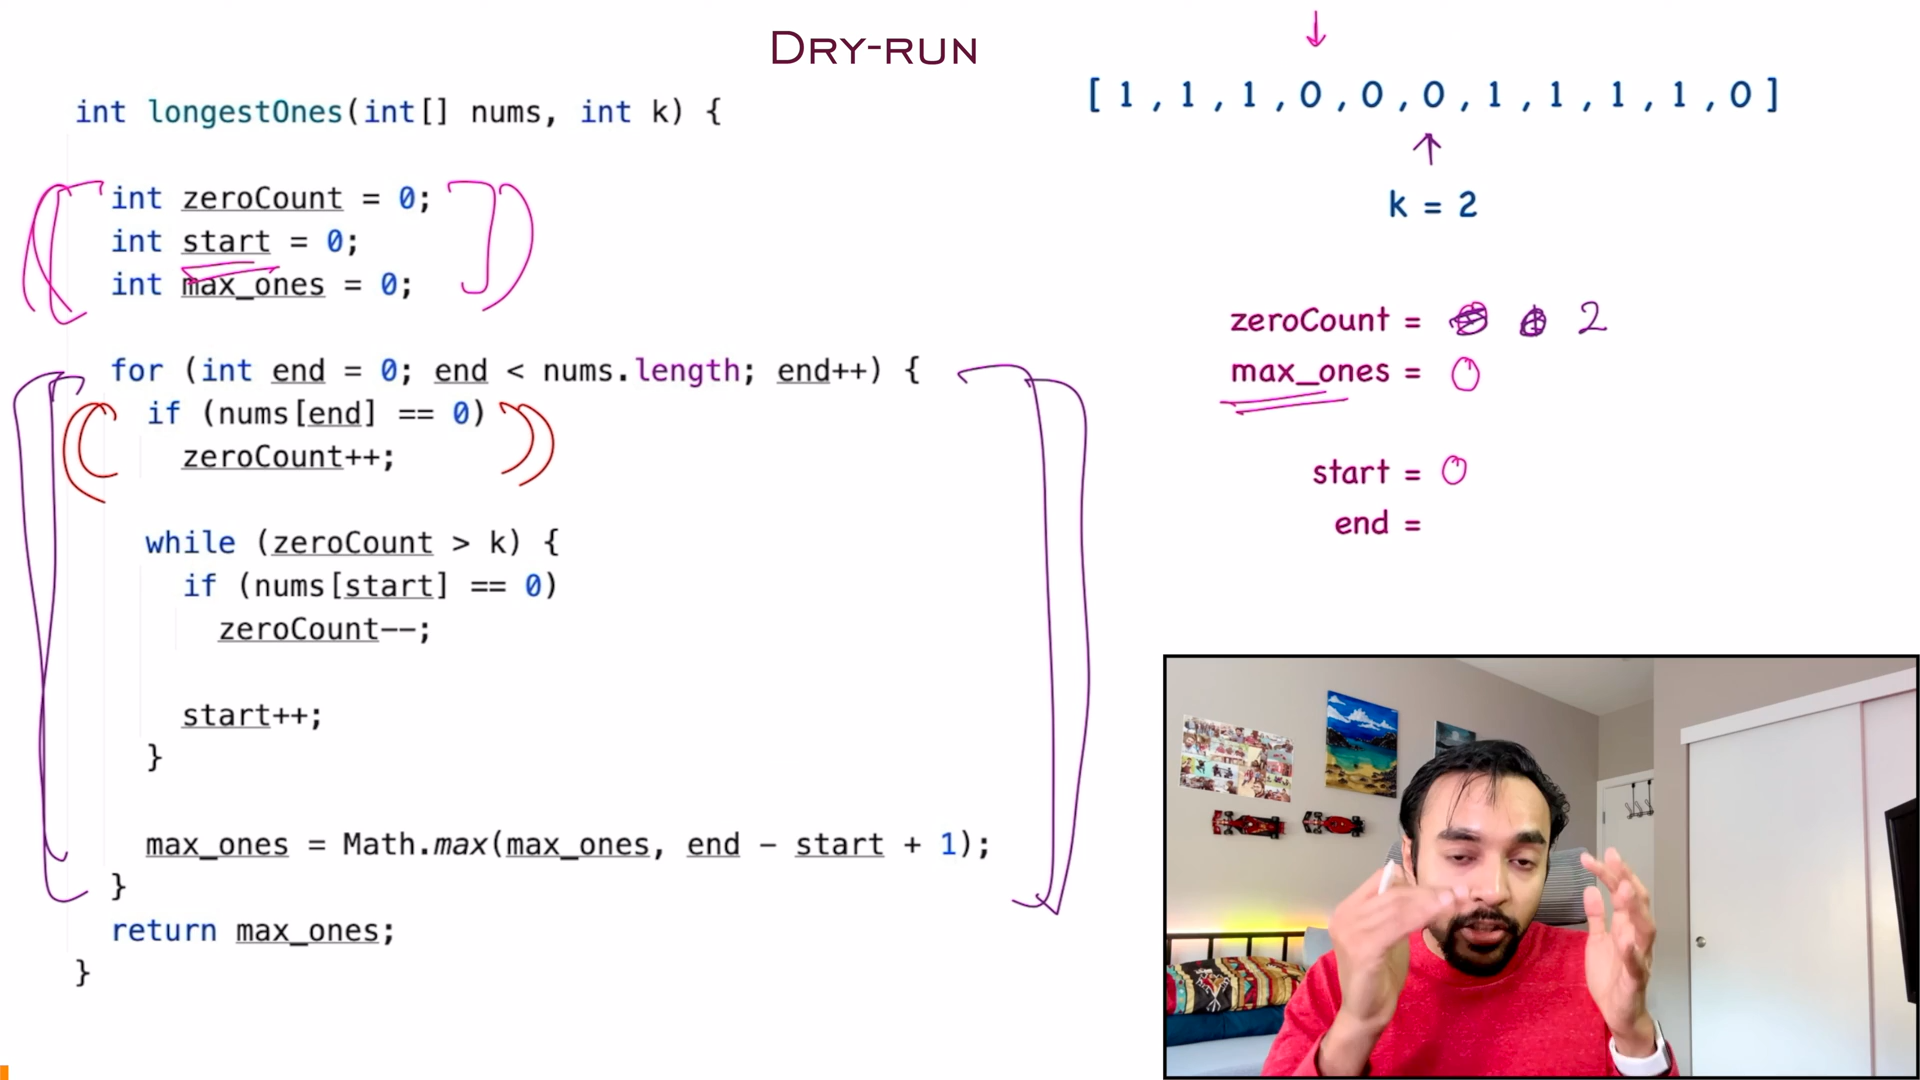 DRY-RUN
int longestOnes(int[] nums, int k) {
int zeroCount = 0;
int start = 0;
int max_ones = 0;
for (int end = 0; end < nums.length; end++) {
if (nums[end] == 0)
zeroCount++;
while (zeroCount > k) {
if (nums[start] == 0)
zeroCount--;
start++;
}
max_ones = Math.max(max_ones, end - start + 1);
}
return max_ones;
}
[ 1 , 1 , 1 , 0 , 0 , 0 , 1 , 1 , 1 , 1 , 0 ]
k = 2
zeroCount = 2
max_ones = 0
start = 0
end =